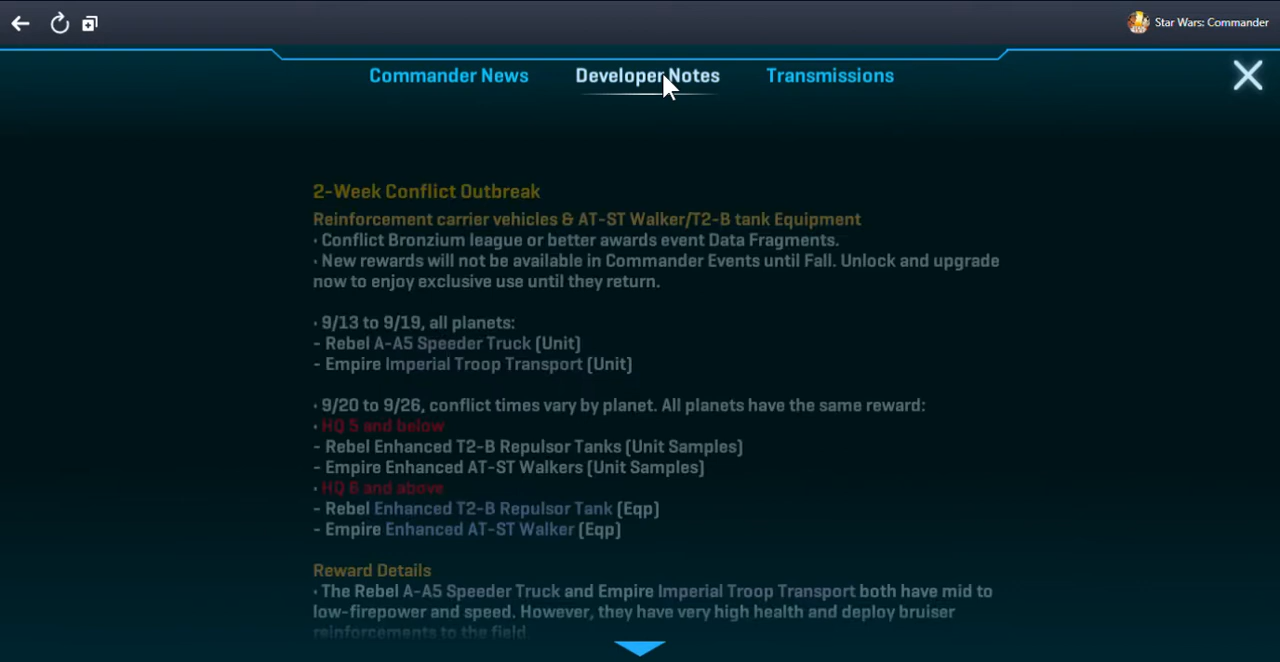 Star Wars: Commander
Commander News
Developer Notes
Transmissions
2-Week Conflict Outbreak
Reinforcement carrier vehicles & AT-ST Walker/T2-B tank Equipment
· Conflict Bronzium league or better awards event Data Fragments.
· New rewards will not be available in Commander Events until Fall. Unlock and upgrade
now to enjoy exclusive use until they return.
· 9/13 to 9/19, all planets:
- Rebel A-A5 Speeder Truck (Unit)
- Empire Imperial Troop Transport (Unit)
· 9/20 to 9/26, conflict times vary by planet. All planets have the same reward:
· HQ 5 and below
- Rebel Enhanced T2-B Repulsor Tanks (Unit Samples)
- Empire Enhanced AT-ST Walkers (Unit Samples)
· HQ 6 and above
- Rebel Enhanced T2-B Repulsor Tank (Eqp)
- Empire Enhanced AT-ST Walker (Eqp)
Reward Details
· The Rebel A-A5 Speeder Truck and Empire Imperial Troop Transport both have mid to
low-firepower and speed. However, they have very high health and deploy bruiser
reinforcements to the field.